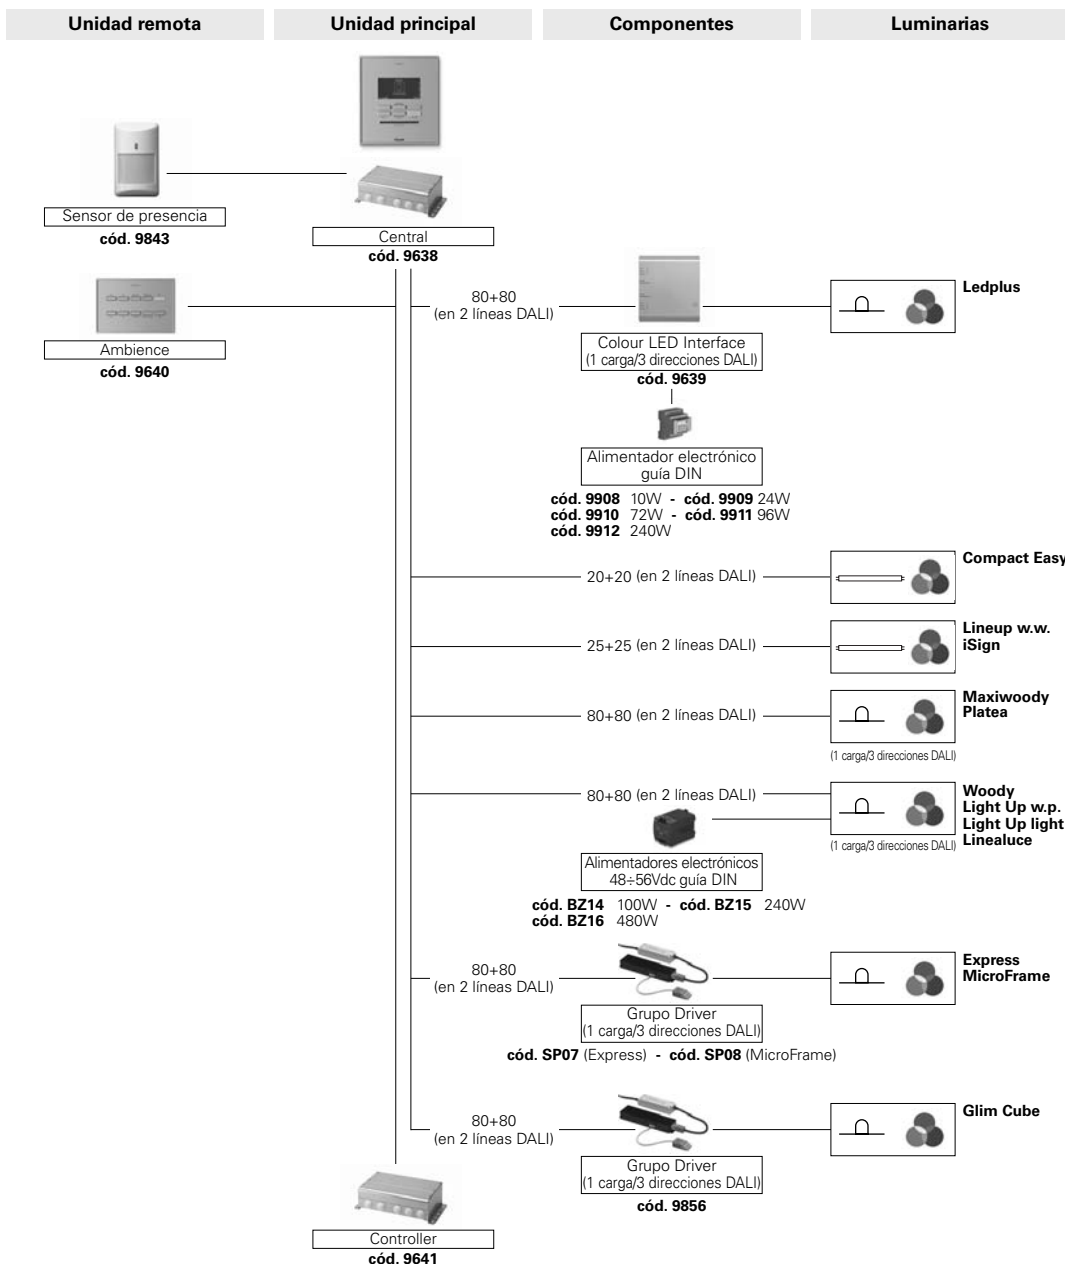 Unidad remota
Unidad principal
Componentes
Luminarias
Sensor de presencia
cód. 9843
Central
cód. 9638
Ambience
cód. 9640
80+80
(en 2 líneas DALI)
Colour LED Interface
(1 carga/3 direcciones DALI)
cód. 9639
Ledplus
Alimentador electrónico
guía DIN
cód. 9908 10W - cód. 9909 24W
cód. 9910 72W - cód. 9911 96W
cód. 9912 240W
20+20 (en 2 líneas DALI)
Compact Easy
25+25 (en 2 líneas DALI)
Lineup w.w.
iSign
80+80 (en 2 líneas DALI)
Maxiwoody
Platea
(1 carga/3 direcciones DALI)
80+80 (en 2 líneas DALI)
Woody
Light Up w.p.
Light Up light
Linealuce
(1 carga/3 direcciones DALI)
Alimentadores electrónicos
48÷56Vdc guía DIN
cód. BZ14 100W - cód. BZ15 240W
cód. BZ16 480W
80+80
(en 2 líneas DALI)
Express
MicroFrame
Grupo Driver
(1 carga/3 direcciones DALI)
cód. SP07 (Express) - cód. SP08 (MicroFrame)
80+80
(en 2 líneas DALI)
Glim Cube
Grupo Driver
(1 carga/3 direcciones DALI)
cód. 9856
Controller
cód. 9641